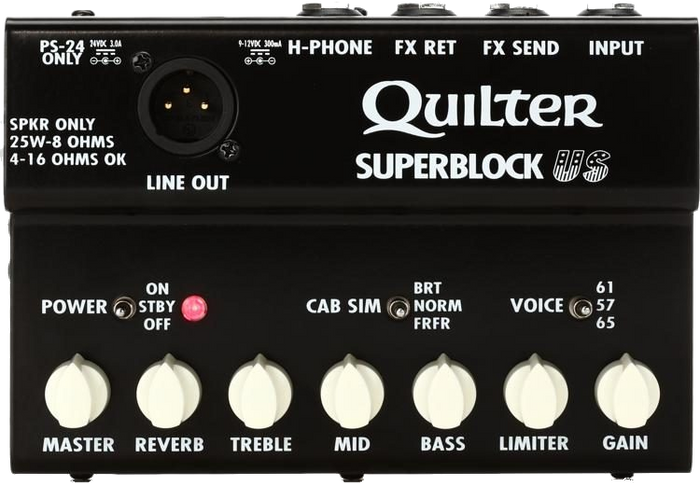 PS-24
ONLY
24VDC 3.0A
9-12VDC 300mA
H-PHONE
FX RET
FX SEND
INPUT
SPKR ONLY
25W-8 OHMS
4-16 OHMS OK
LINE OUT
QUILTER
SUPERBLOCK US
POWER
ON
STBY
OFF
CAB SIM
BRT
NORM
FRFR
VOICE
61
57
65
MASTER
REVERB
TREBLE
MID
BASS
LIMITER
GAIN